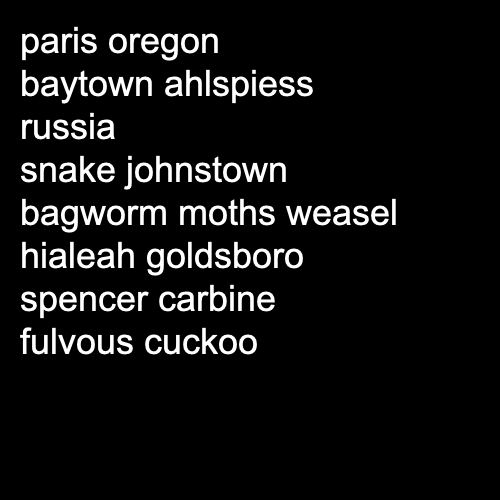 paris oregon
baytown ahlspiess
russia
snake johnstown
bagworm moths weasel
hialeah goldsboro
spencer carbine
fulvous cuckoo